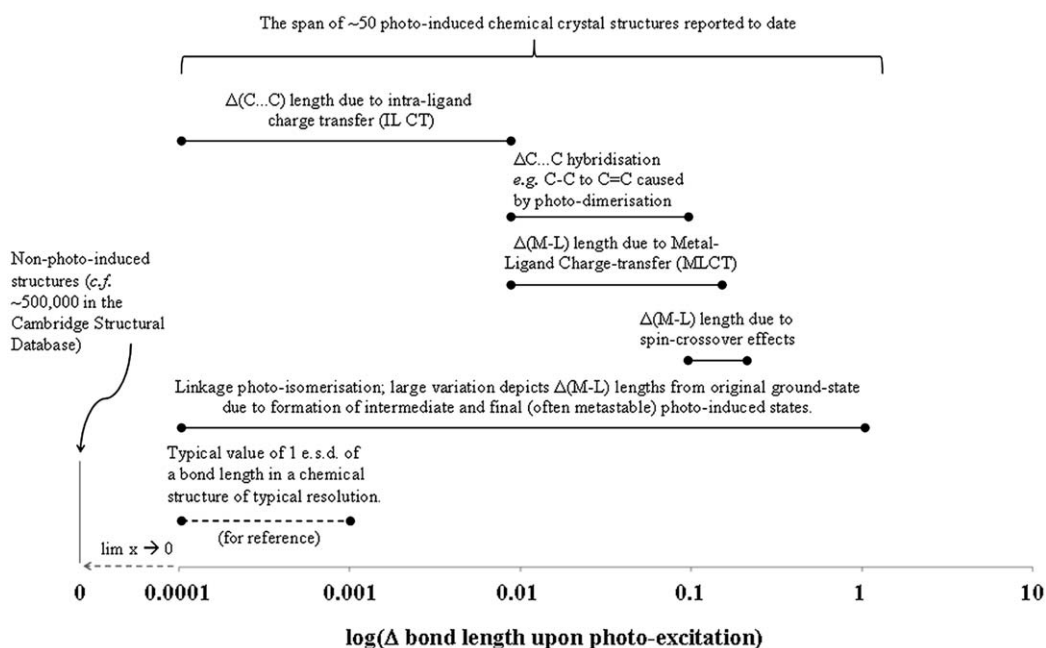 The span of ~50 photo-induced chemical crystal structures reported to date
Δ(C...C) length due to intra-ligand
charge transfer (IL CT)
ΔC...C hybridisation
e.g. C-C to C=C caused
by photo-dimerisation
Δ(M-L) length due to Metal-
Ligand Charge-transfer (MLCT)
Non-photo-induced
structures (c.f.
~500,000 in the
Cambridge Structural
Database)
Δ(M-L) length due to
spin-crossover effects
Linkage photo-isomerisation; large variation depicts Δ(M-L) lengths from original ground-state
due to formation of intermediate and final (often metastable) photo-induced states.
Typical value of 1 e.s.d. of
a bond length in a chemical
structure of typical resolution.
(for reference)
lim x → 0
0 0.0001 0.001 0.01 0.1 1 10
log(Δ bond length upon photo-excitation)